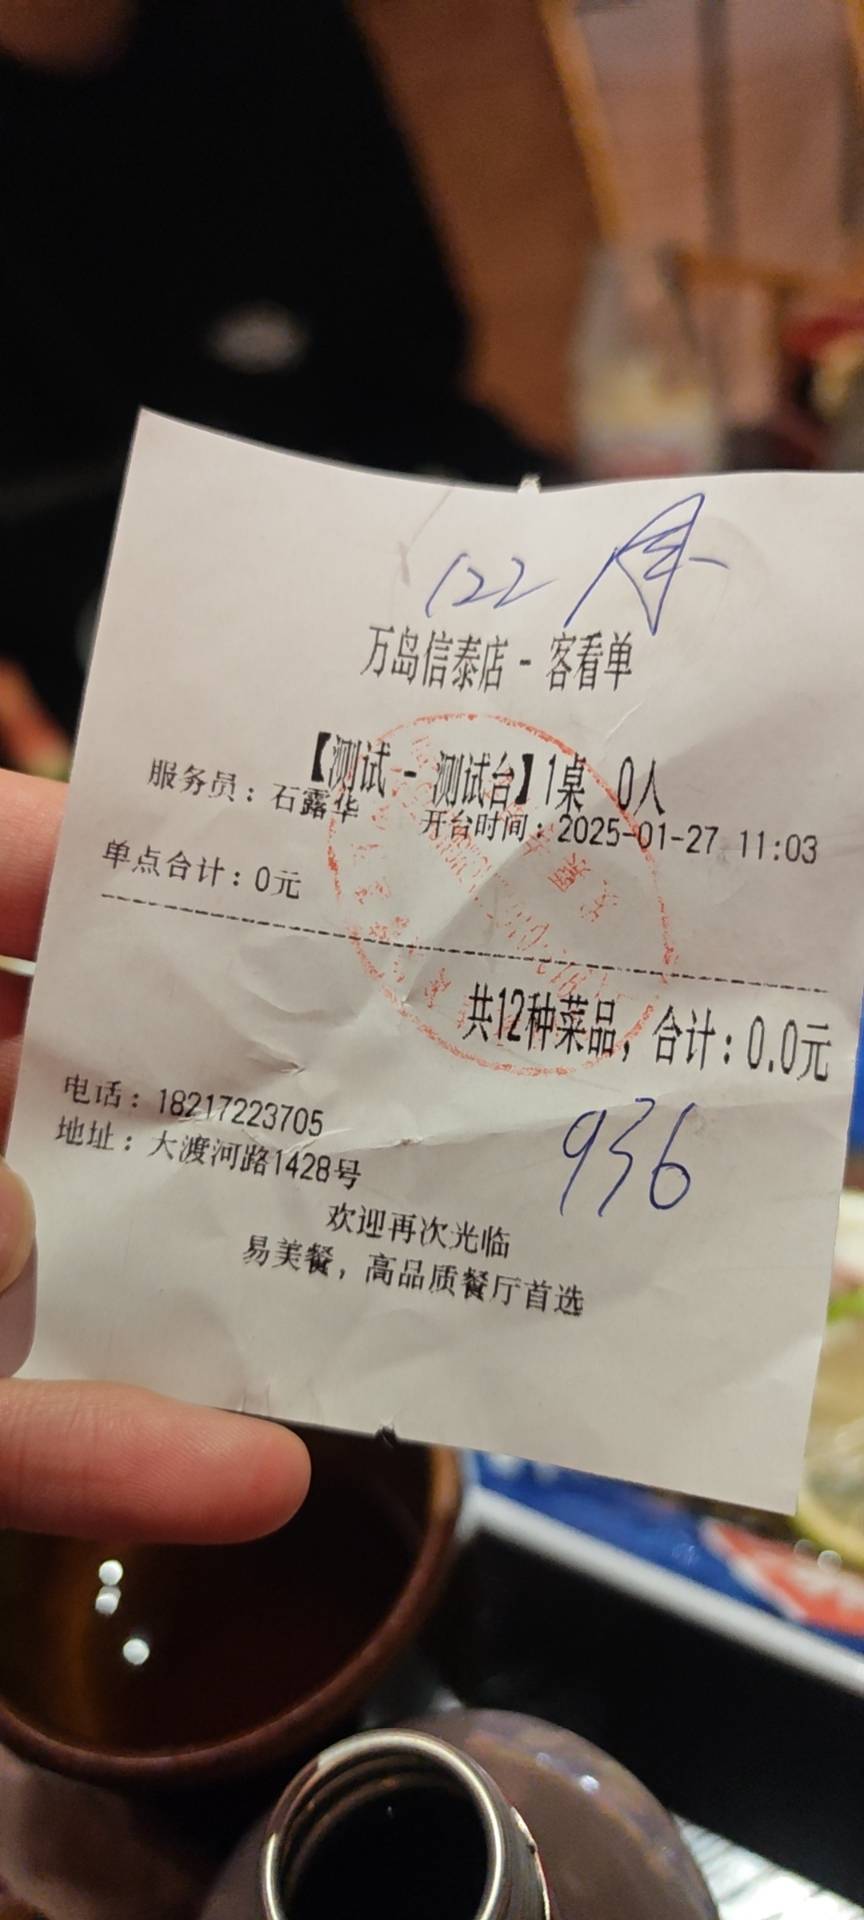 122
万岛信泰店 - 客看单
【测试 - 测试台】1桌 0人
服务员：石露华 开台时间：2025-01-27 11:03
单点合计：0元
共12种菜品，合计：0.0元
936
电话：18217223705
地址：大渡河路1428号
欢迎再次光临
易美餐，高品质餐厅首选